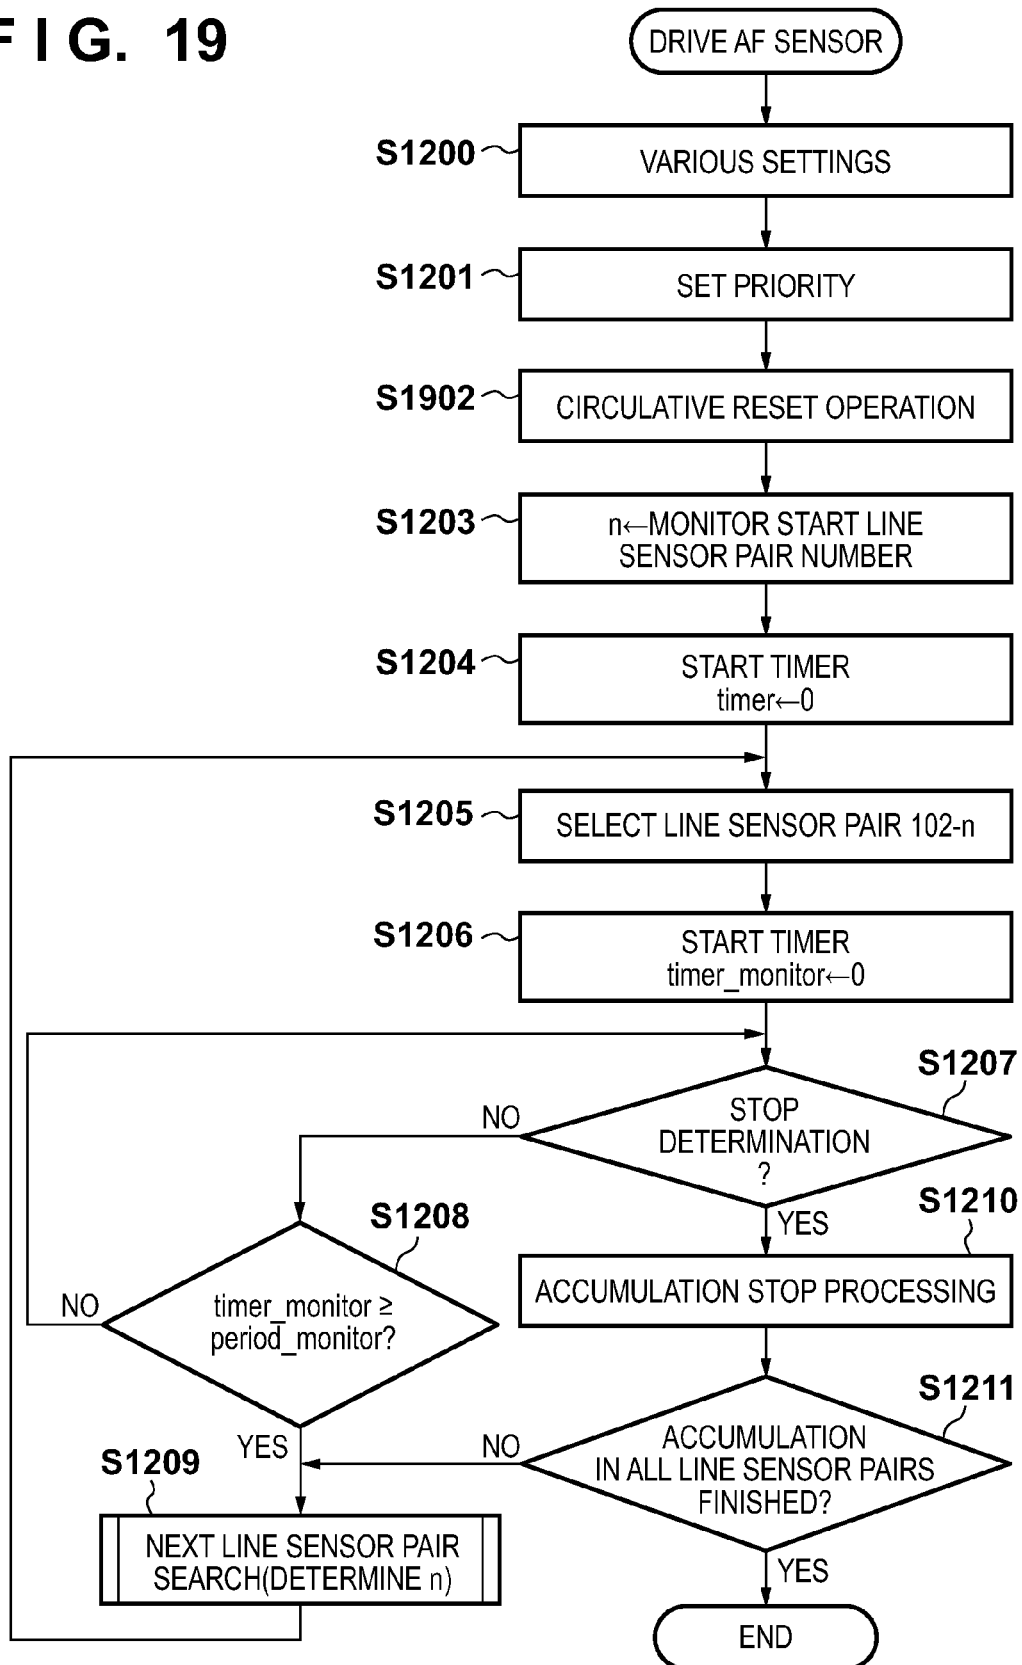 F I G. 19
DRIVE AF SENSOR
S1200
VARIOUS SETTINGS
S1201
SET PRIORITY
S1902
CIRCULATIVE RESET OPERATION
S1203
n←MONITOR START LINE
SENSOR PAIR NUMBER
S1204
START TIMER
timer←0
S1205
SELECT LINE SENSOR PAIR 102-n
S1206
START TIMER
timer_monitor←0
S1207
STOP
DETERMINATION
?
NO
YES
S1208
timer_monitor ≥
period_monitor?
NO
YES
S1210
ACCUMULATION STOP PROCESSING
S1211
ACCUMULATION
IN ALL LINE SENSOR PAIRS
FINISHED?
NO
YES
S1209
NEXT LINE SENSOR PAIR
SEARCH(DETERMINE n)
END